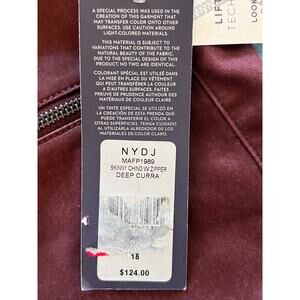 A SPECIAL PROCESS WAS USED IN THE
CREATION OF THIS GARMENT THAT
MAY TRANSFER COLOR ONTO OTHER
SURFACES. USE CAUTION AROUND
LIGHT-COLORED MATERIALS.
THIS MATERIAL IS SUBJECT TO
VARIATIONS THAT CONTRIBUTE TO THE
NATURAL BEAUTY OF THE FABRIC.
DUE TO THE SPECIAL DESIGN OF THIS
PRODUCT, NO TWO ARE IDENTICAL.
COLORANT SPÉCIAL EST UTILISÉ DANS
LA MISE EN PLACE DU VÊTEMENT
QUI PEUT TRANSFÉRER LA COULEUR
À D'AUTRES SURFACES. FAITES
PREUVE DE PRUDENCE AUTOUR DES
MATÉRIAUX DE COULEUR CLAIRE.
UN TINTE ESPECIAL SE UTILIZÓ EN
LA CREACIÓN DE ESTA PRENDA QUE
PUEDE TRANSFERIR EL COLOR A
OTRAS SUPERFICIES. TENGA CUIDADO
AL UTILIZARLA ALREDEDOR DE LOS
MATERIALES DE COLOR CLARO.
NYDJ
MAFP1989
SKINNY CHINO W/ZIPPER
DEEP CURRA
18
$124.00
LIFT
TECH
LOOK